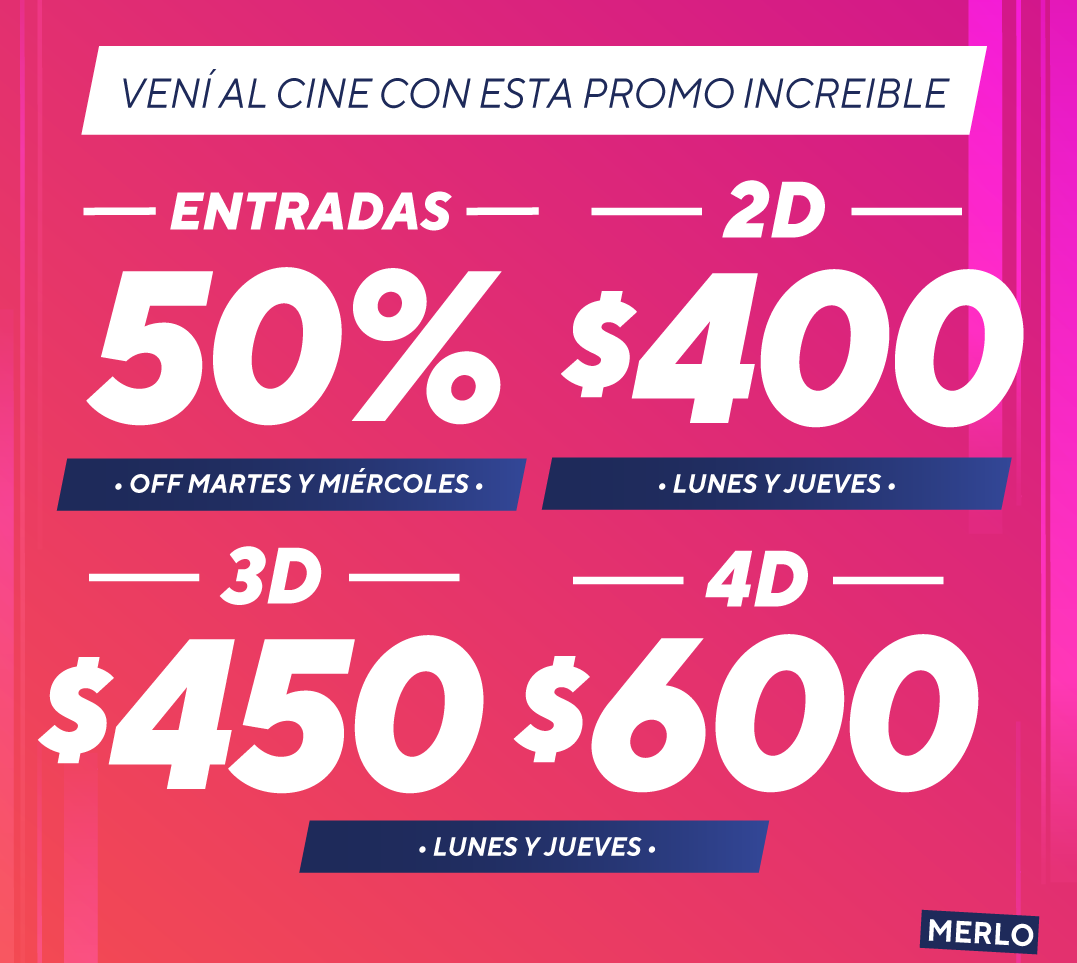 VENÍ AL CINE CON ESTA PROMO INCREIBLE
ENTRADAS
50%
• OFF MARTES Y MIÉRCOLES •
2D
$400
• LUNES Y JUEVES •
3D
$450
4D
$600
• LUNES Y JUEVES •
MERLO